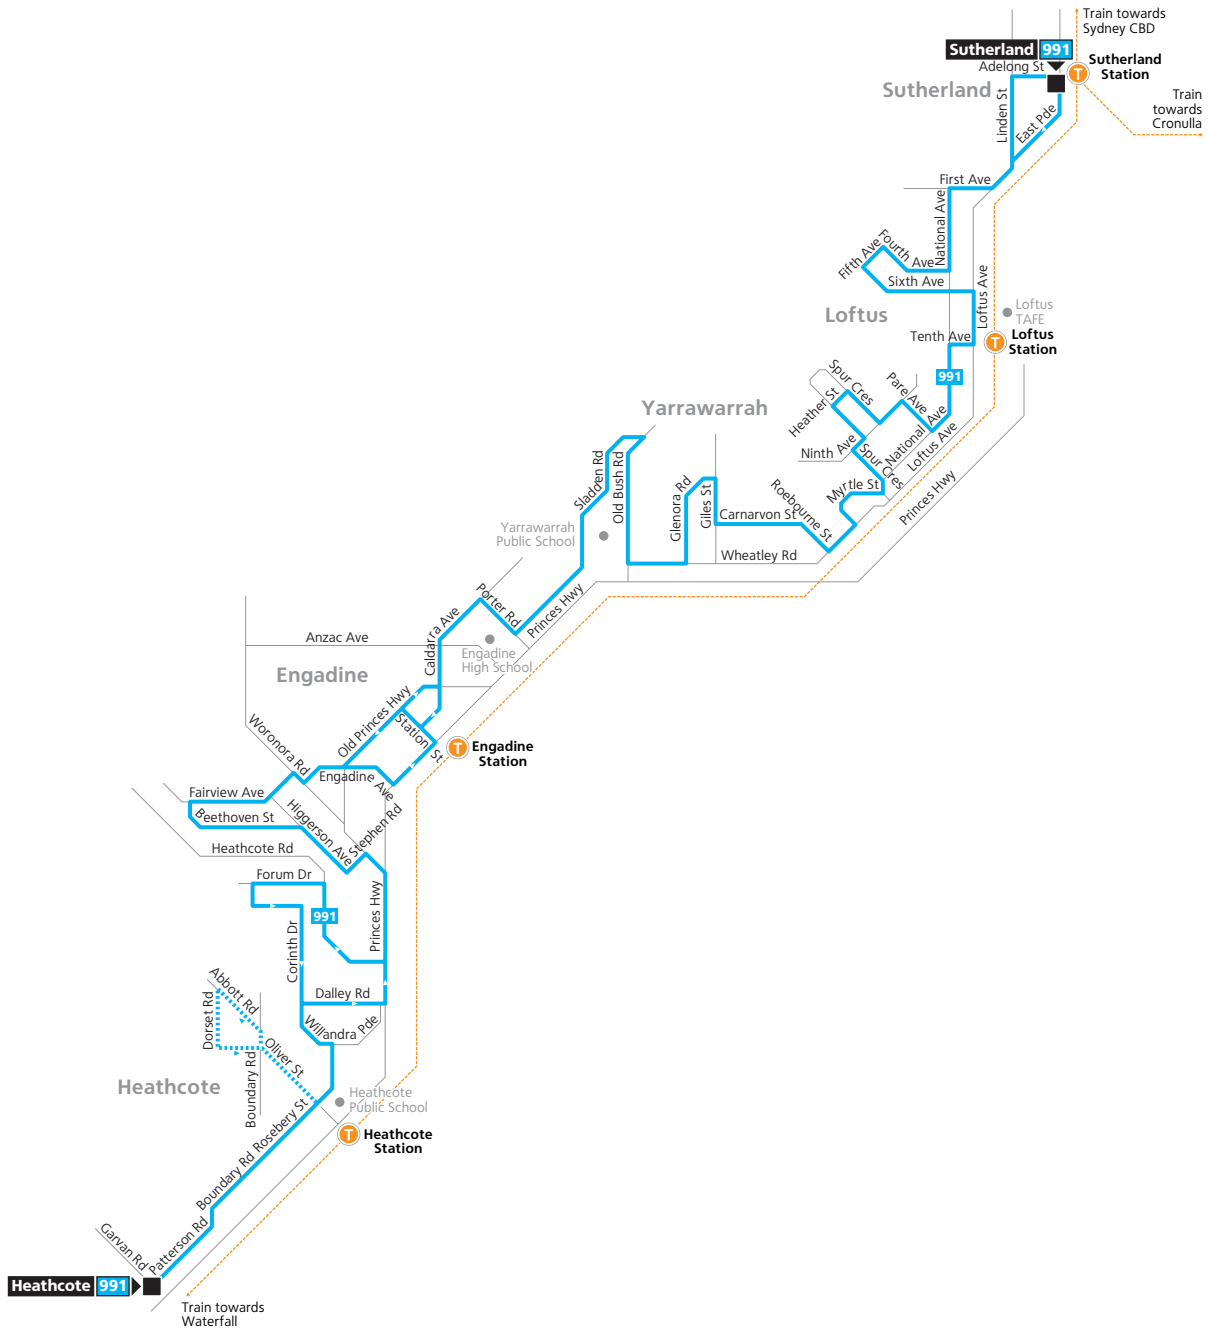 Train towards
Sydney CBD
Sutherland 991
Adelong St
Sutherland
Station
Sutherland
Train
towards
Cronulla
Linden St
East Pde
First Ave
National Ave
Fourth
Ave
Fifth Ave
Sixth Ave
Loftus Ave
Loftus
Loftus
TAFE
Tenth Ave
Loftus
Station
991
Spur Cres
Pare Ave
Heather St
National Ave
Loftus Ave
Yarrawarrah
Ninth Ave
Spur Cres
Myrtle St
Princes Hwy
Sladden Rd
Old Bush Rd
Glenora Rd
Giles St
Carnarvon St
Roebourne St
Yarrawarrah
Public School
Wheatley Rd
Porter Rd
Princes Hwy
Caldarra Ave
Anzac Ave
Engadine
High School
Engadine
Old Princes Hwy
Station St
Woronora Rd
Engadine
Station
Engadine Ave
Fairview Ave
Beethoven St
Higgerson Ave
Stephen Rd
Heathcote Rd
Forum Dr
991
Princes Hwy
Corinth Dr
Abbott Rd
Dorset Rd
Dalley Rd
Willandra Pde
Oliver St
Boundary Rd
Heathcote
Heathcote
Public School
Rosebery St
Heathcote
Station
Boundary Rd
Patterson Rd
Garvan Rd
Heathcote 991
Train towards
Waterfall